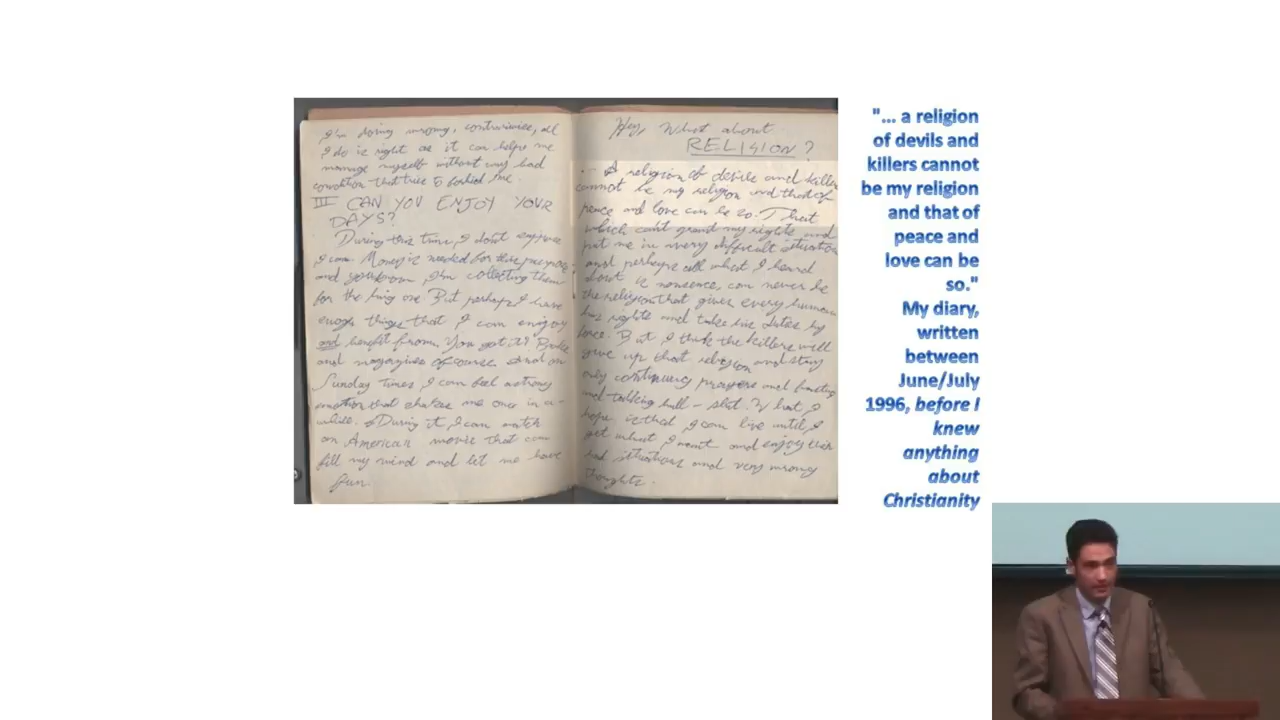 I'm doing wrong, contrariwise, all
I do is right as it can helps me
manage myself without any bad
condition that tries to forbid me.
III CAN YOU ENJOY YOUR
DAYS?
During this time, I don't enjoy as
I can. Money is needed for this purpose
and you know, I'm collecting them
for the big one. But perhaps I have
enough things that I can enjoy
and benefit from. You got it? Books
and magazines of course. And on
Sunday times I can feel a strong
emotion that shakes me once in a-
while. During it I can watch
an American movie that can
fill my mind and let me have
fun.
Hey, What about
RELIGION?
A religion of devils and killers
cannot be my religion and that of
peace and love can be so. That
which can't grant my rights and
put me in avery difficult situation
and perhaps all what I heard
about is nonsence, can never be
the religion that gives every human
his rights and take his duties by
force. But I think the killers will
give up that religion and stay
only continuing prayers and fasting
and talking bull-shit. What I
hope is that I can live until I
get what I want and enjoy
bad situations and very wrong
thoughts.
"... a religion
of devils and
killers cannot
be my religion
and that of
peace and
love can be
so."
My diary,
written
between
June/July
1996, before I
knew
anything
about
Christianity